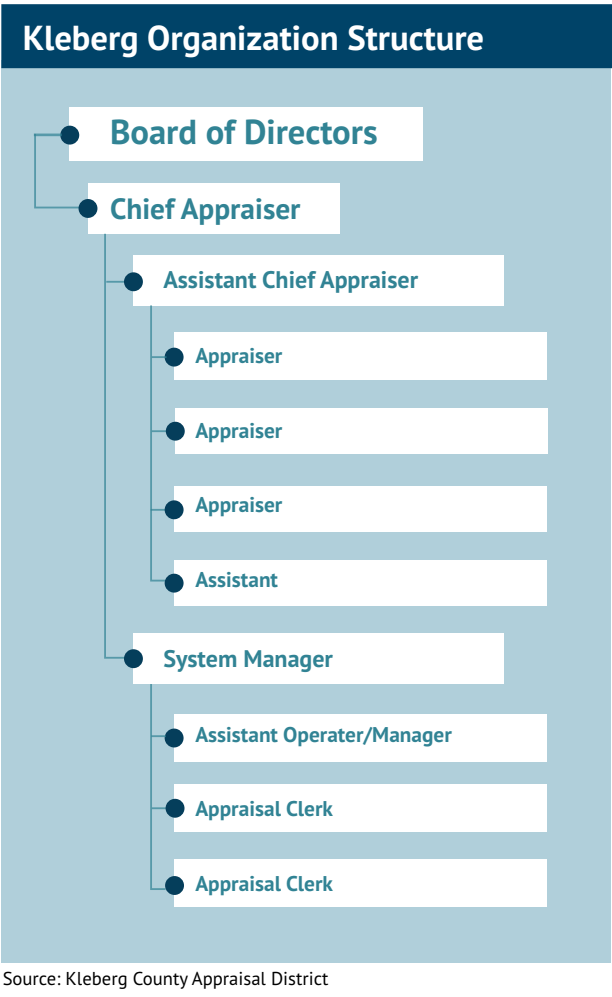 Kleberg Organization Structure
Board of Directors
Chief Appraiser
Assistant Chief Appraiser
Appraiser
Appraiser
Appraiser
Assistant
System Manager
Assistant Operater/Manager
Appraisal Clerk
Appraisal Clerk
Source: Kleberg County Appraisal District